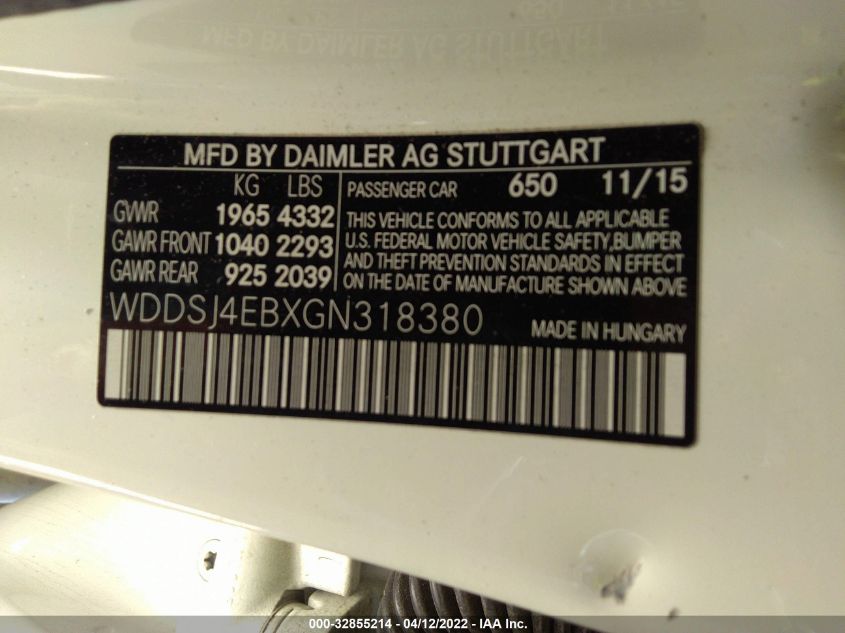 MFD BY DAIMLER AG STUTTGART
KG LBS
GVWR 1965 4332
GAWR FRONT 1040 2293
GAWR REAR 925 2039
PASSENGER CAR 650 11/15
THIS VEHICLE CONFORMS TO ALL APPLICABLE
U.S. FEDERAL MOTOR VEHICLE SAFETY,BUMPER
AND THEFT PREVENTION STANDARDS IN EFFECT
ON THE DATE OF MANUFACTURE SHOWN ABOVE
WDDSJ4EBXGN318380
MADE IN HUNGARY
000-32855214 - 04/12/2022 - IAA Inc.